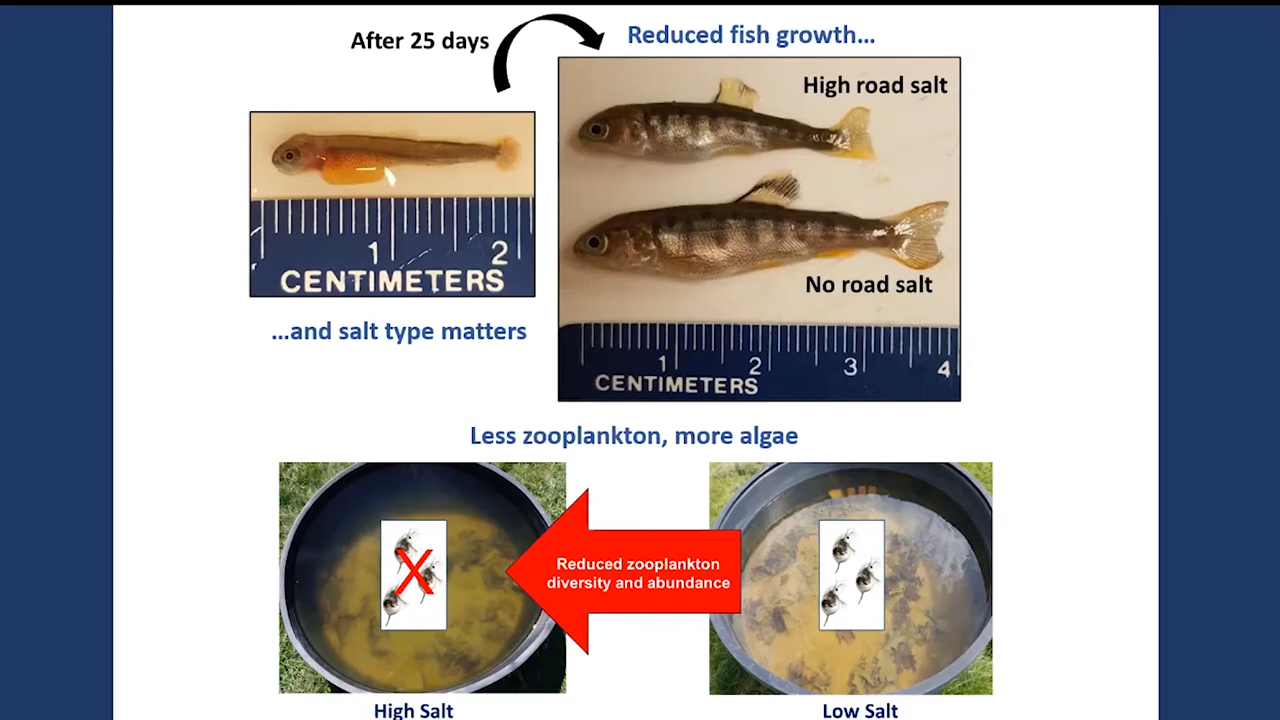 After 25 days
Reduced fish growth...
High road salt
No road salt
1 2
CENTIMETERS
1 2 3 4
CENTIMETERS
...and salt type matters
Less zooplankton, more algae
X
Reduced zooplankton
diversity and abundance
High Salt
Low Salt